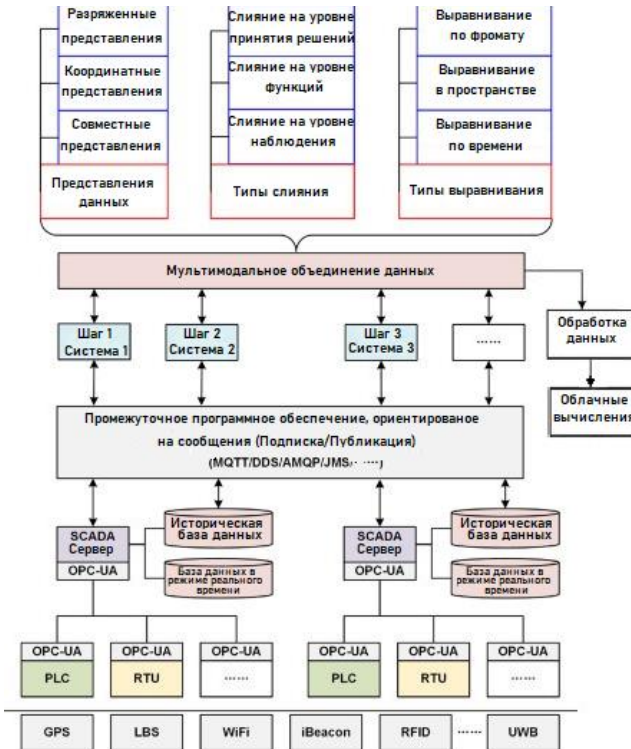 Разряженные
представления
Координатные
представления
Совместные
представления
Представления
данных
Слияние на уровне
принятия решений
Слияние на уровне
функций
Слияние на уровне
наблюдения
Типы слияния
Выравнивание
по фромату
Выравнивание
в пространстве
Выравнивание
по времени
Типы выравнивания
Мультимодальное объединение данных
Шаг 1
Система 1
Шаг 2
Система 2
Шаг 3
Система 3
......
Обработка
данных
Облачные
вычисления
Промежуточное программное обеспечение, ориентированое
на сообщения (Подписка/Публикация)
(MQTT/DDS/AMQP/JMS/· ····)
SCADA
Сервер
OPC-UA
Историческая
база данных
База данных в
режиме реального
времени
SCADA
Сервер
OPC-UA
Историческая
база данных
База данных в
режиме реального
времени
OPC-UA
PLC
OPC-UA
RTU
OPC-UA
......
OPC-UA
PLC
OPC-UA
RTU
OPC-UA
......
GPS LBS WiFi iBeacon RFID ...... UWB